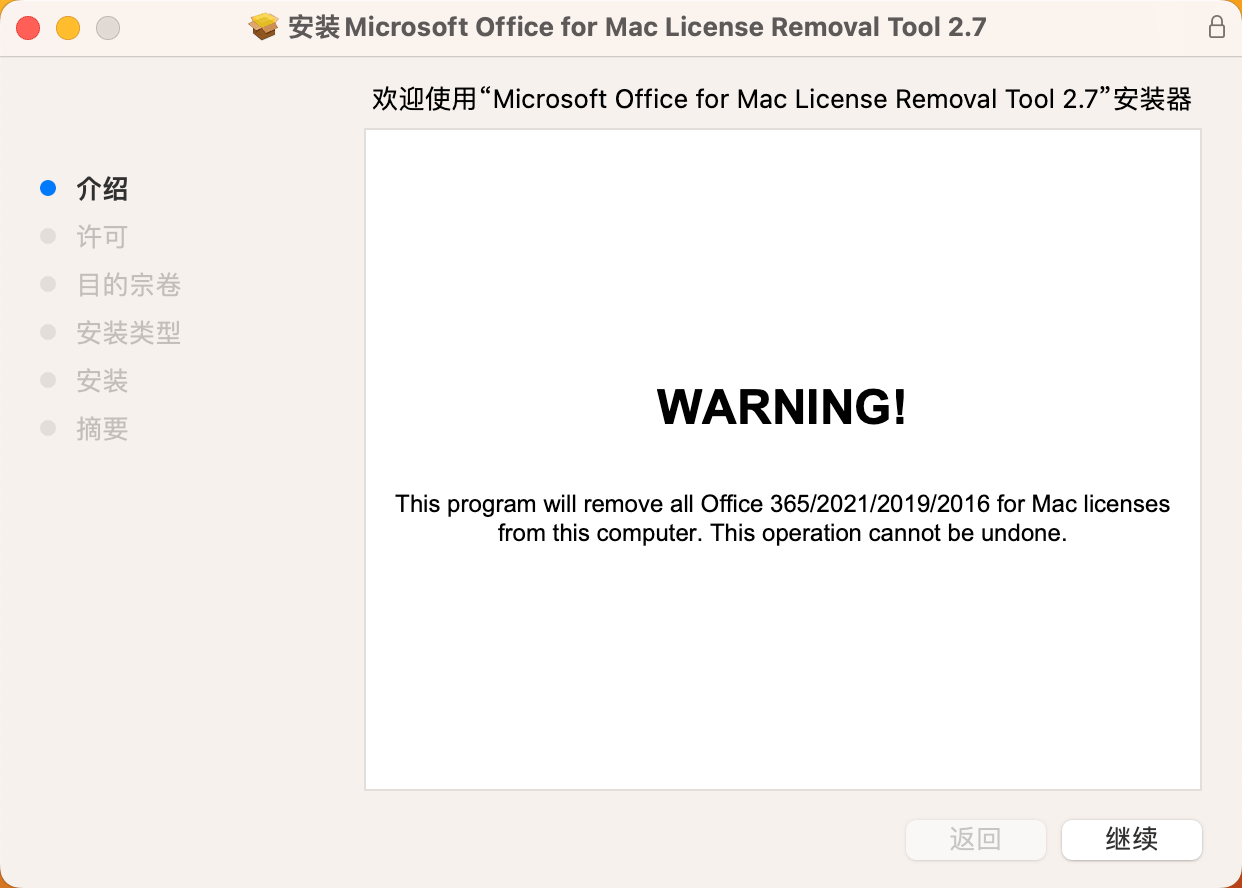 安装Microsoft Office for Mac License Removal Tool 2.7
欢迎使用“Microsoft Office for Mac License Removal Tool 2.7”安装器
介绍
许可
目的宗卷
安装类型
安装
摘要
WARNING!
This program will remove all Office 365/2021/2019/2016 for Mac licenses
from this computer. This operation cannot be undone.
返回
继续